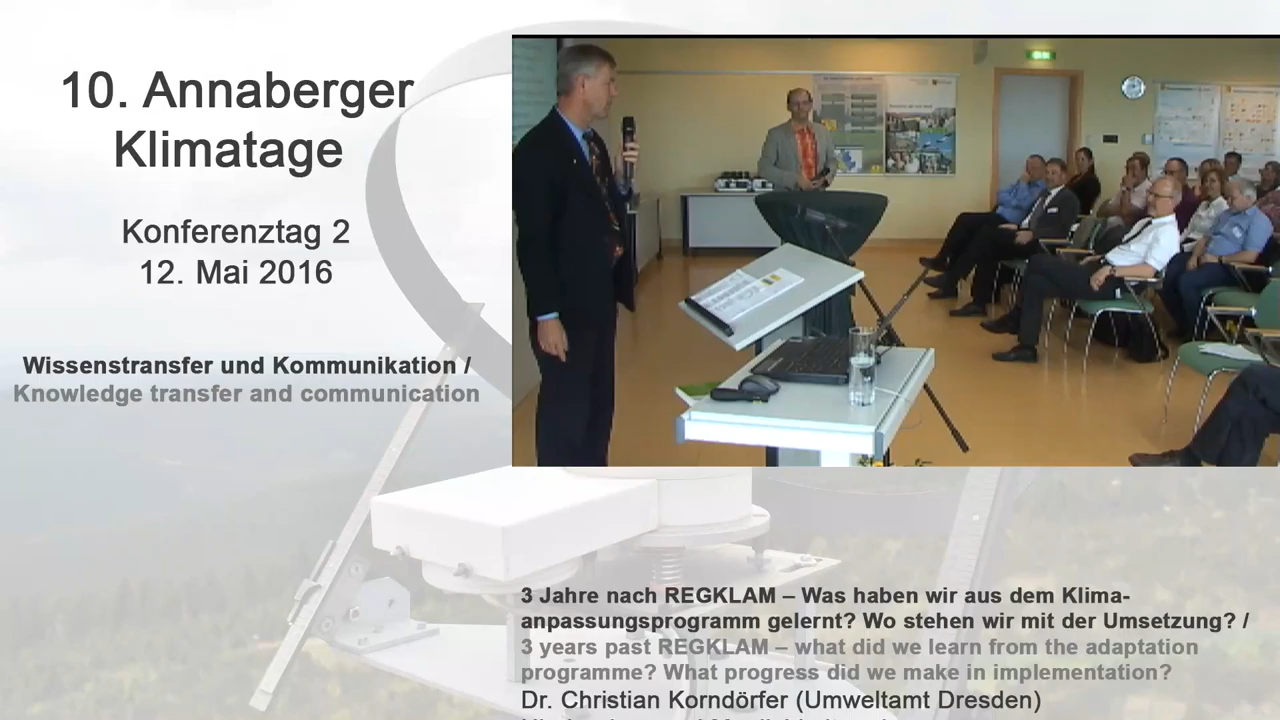 10. Annaberger
Klimatage
Konferenztag 2
12. Mai 2016
Wissenstransfer und Kommunikation /
Knowledge transfer and communication
3 Jahre nach REGKLAM – Was haben wir aus dem Klima-
anpassungsprogramm gelernt? Wo stehen wir mit der Umsetzung? /
3 years past REGKLAM – what did we learn from the adaptation
programme? What progress did we make in implementation?
Dr. Christian Korndörfer (Umweltamt Dresden)